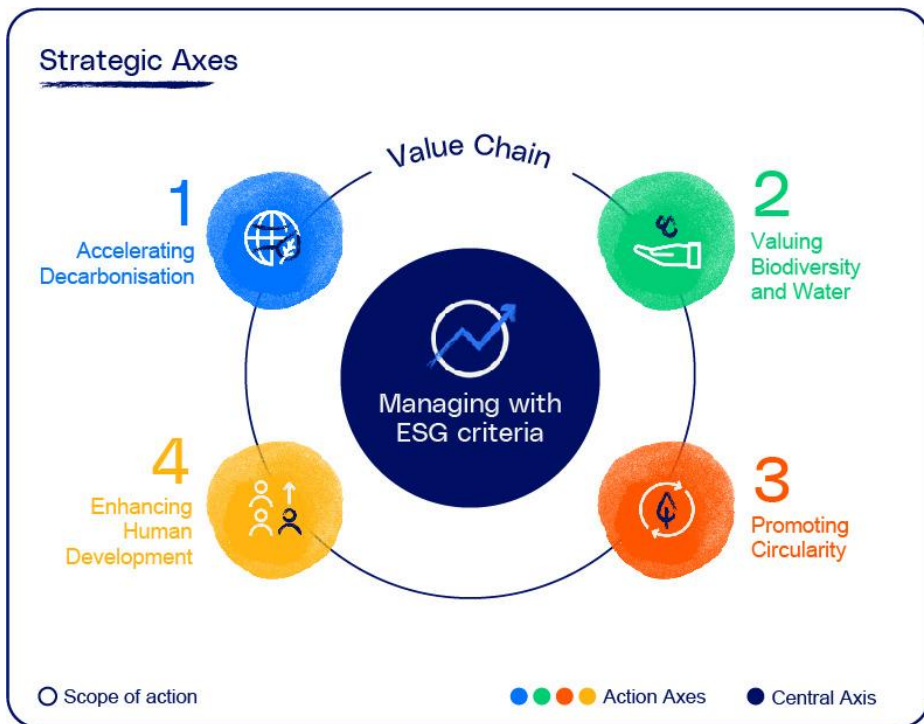 Strategic Axes
Value Chain
1
Accelerating
Decarbonisation
2
Valuing
Biodiversity
and Water
Managing with
ESG criteria
4
Enhancing
Human
Development
3
Promoting
Circularity
Scope of action
Action Axes
Central Axis